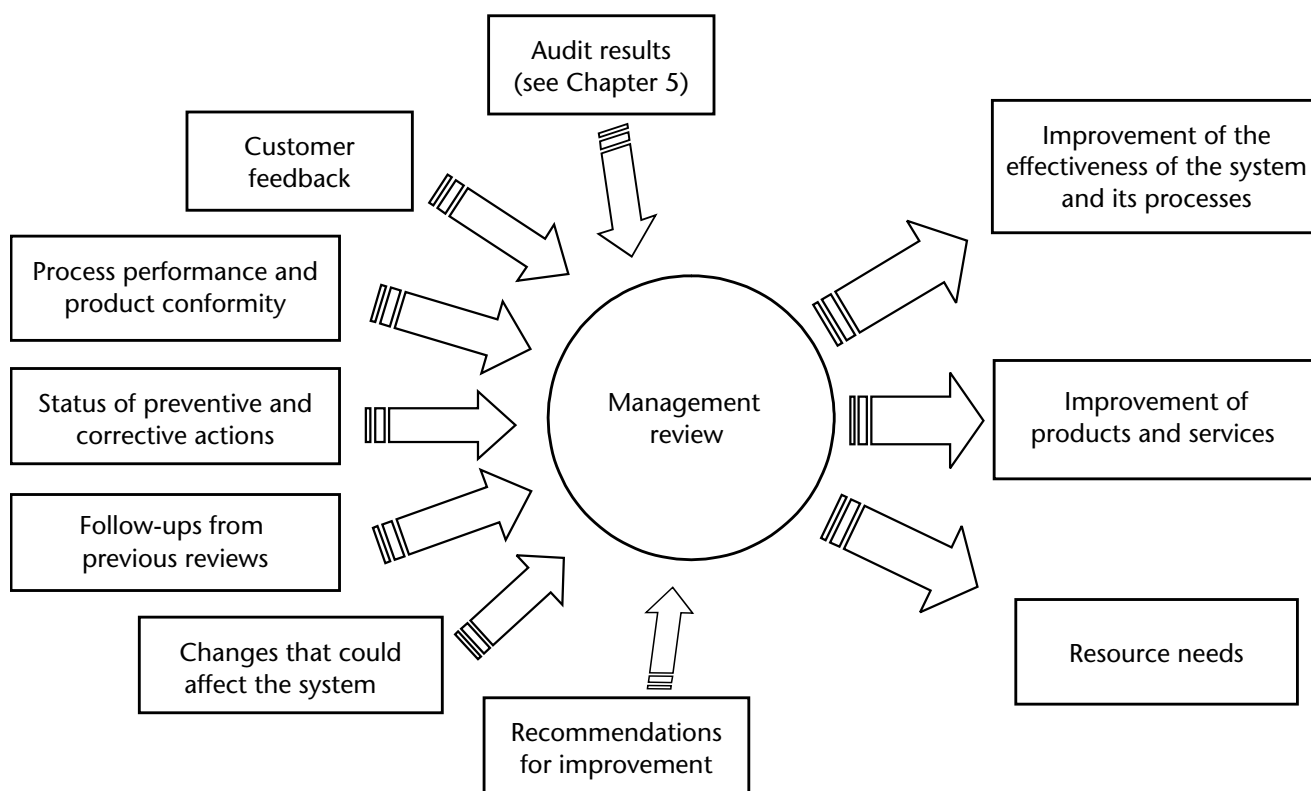 Audit results
(see Chapter 5)
Customer
feedback
Process performance and
product conformity
Status of preventive and
corrective actions
Follow-ups from
previous reviews
Changes that could
affect the system
Recommendations
for improvement
Management
review
Improvement of the
effectiveness of the system
and its processes
Improvement of
products and services
Resource needs